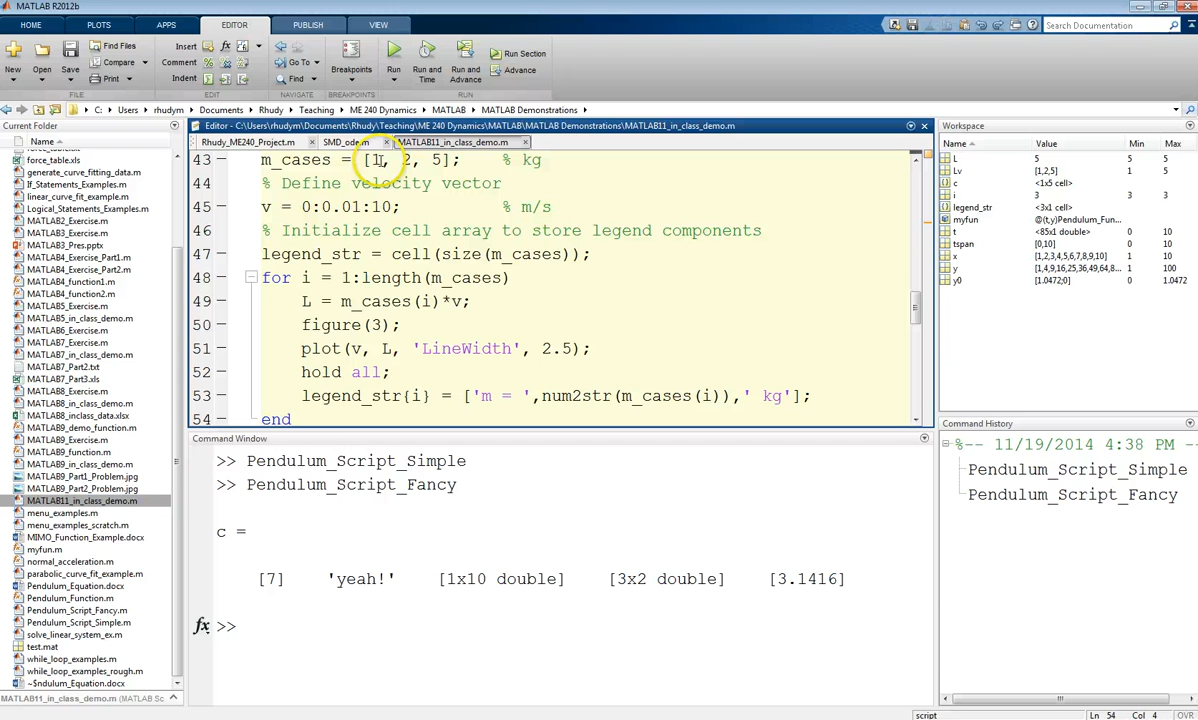 MATLAB R2012b
HOME PLOTS APPS EDITOR PUBLISH VIEW
Search Documentation
New Open Save Find Files Compare Print Insert Comment Indent Go To Find Breakpoints Run Run and Time Run and Advance Run Section Advance
FILE EDIT NAVIGATE BREAKPOINTS RUN
C: Users rhudym Documents Rhudy Teaching ME 240 Dynamics MATLAB MATLAB Demonstrations
Current Folder
force_table.xls
generate_curve_fitting_data.m
If_Statements_Examples.m
linear_curve_fit_example.m
Logical_Statements_Examples.m
MATLAB2_Exercise.m
MATLAB3_Exercise.m
MATLAB3_Pres.pptx
MATLAB4_Exercise_Part1.m
MATLAB4_Exercise_Part2.m
MATLAB4_function1.m
MATLAB4_function2.m
MATLAB5_Exercise.m
MATLAB5_in_class_demo.m
MATLAB6_Exercise.m
MATLAB7_Exercise.m
MATLAB7_in_class_demo.m
MATLAB7_Part2.txt
MATLAB7_Part3.xls
MATLAB8_Exercise.m
MATLAB8_in_class_demo.m
MATLAB8_inclass_data.xlsx
MATLAB9_demo_function.m
MATLAB9_Exercise.m
MATLAB9_function.m
MATLAB9_in_class_demo.m
MATLAB9_Part1_Problem.jpg
MATLAB9_Part2_Problem.jpg
MATLAB11_in_class_demo.m
menu_examples.m
menu_examples_scratch.m
MIMO_Function_Example.docx
myfun.m
normal_acceleration.m
parabolic_curve_fit_example.m
Pendulum_Equation.docx
Pendulum_Function.m
Pendulum_Script_Fancy.m
Pendulum_Script_Simple.m
solve_linear_system_ex.m
test.mat
while_loop_examples.m
while_loop_examples_rough.m
~$ndulum_Equation.docx
MATLAB11_in_class_demo.m (MATLAB Sc
Editor - C:\Users\rhudym\Documents\Rhudy\Teaching\ME 240 Dynamics\MATLAB\MATLAB Demonstrations\MATLAB11_in_class_demo.m
Rhudy_ME240_Project.m SMD_ode.m MATLAB11_in_class_demo.m
43 m_cases = [1, 2, 5]; % kg
44 % Define velocity vector
45 v = 0:0.01:10; % m/s
46 % Initialize cell array to store legend components
47 legend_str = cell(size(m_cases));
48 for i = 1:length(m_cases)
49 L = m_cases(i)*v;
50 figure(3);
51 plot(v, L, 'LineWidth', 2.5);
52 hold all;
53 legend_str{i} = ['m = ',num2str(m_cases(i)),' kg'];
54 end
Command Window
>> Pendulum_Script_Simple
>> Pendulum_Script_Fancy
c =
[7] 'yeah!' [1x10 double] [3x2 double] [3.1416]
fx >>
Workspace
Name Value Min Max
L 5 5 5
Lv [1,2,5] 1 5
c <1x5 cell>
i 3 3 3
legend_str <3x1 cell>
myfun @(t,y)Pendulum_Fun...
t <85x1 double> 0 10
tspan [0,10] 0 10
x [1,2,3,4,5,6,7,8,9,10] 1 10
y [1,4,9,16,25,36,49,64,8... 1 100
y0 [1.0472;0] 0 1.0472
Command History
%-- 11/19/2014 4:38 PM --
Pendulum_Script_Simple
Pendulum_Script_Fancy
script Ln 54 Col 4 OVR